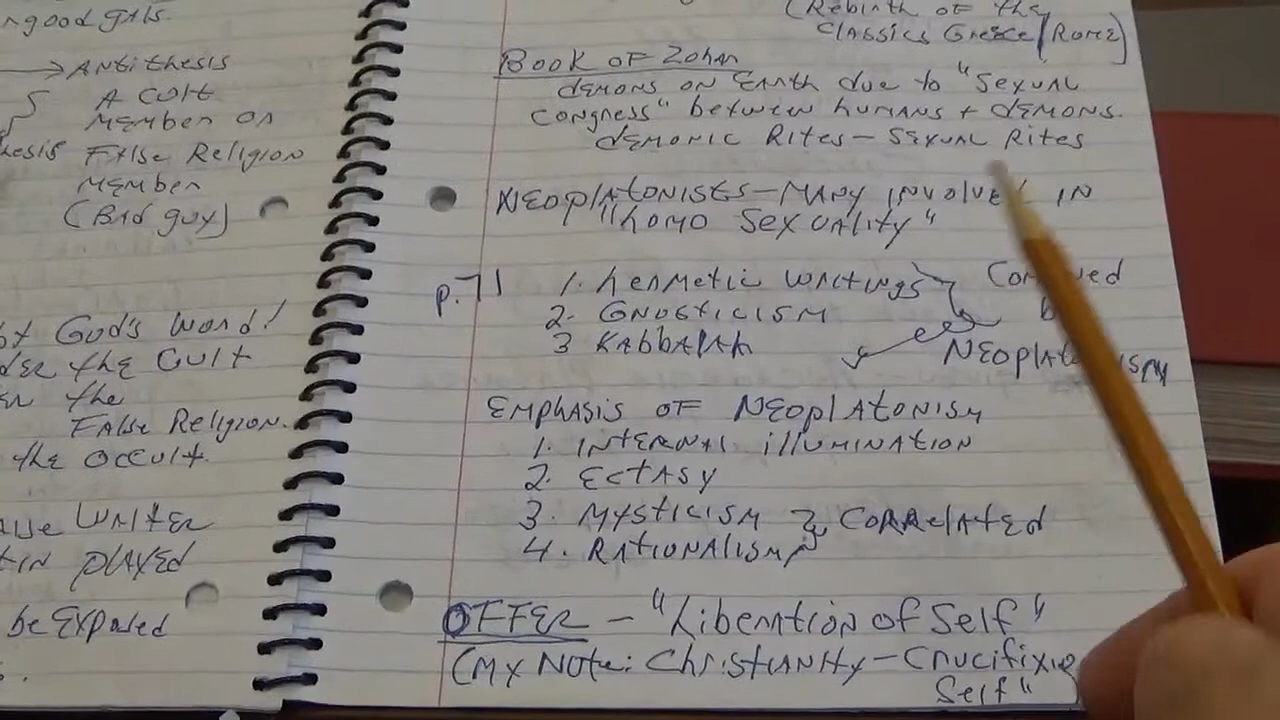 n good gals.
→ Antithesis
A cult
member or
hesis False Religion
member
(Bad guy)
God's Word!
the Cult
the
False Religion.
the occult.
Writer
played
be Exposed
(Rebirth of the
Classics Greece/Rome)
Book of Zohar
demons on Earth due to "Sexual
Congress" between humans + demons.
demonic Rites - Sexual Rites
Neoplatonists - Many involved in
"homo Sexuality"
p.71
1. hermetic writings
2. Gnosticism
3 Kabbalah
Neoplatonism
Emphasis of Neoplatonism
1. internal illumination
2. Ectasy
3. Mysticism } Correlated
4. Rationalism
OFFER - "Liberation of Self"
(My Note: Christianity - Crucifixion
Self"